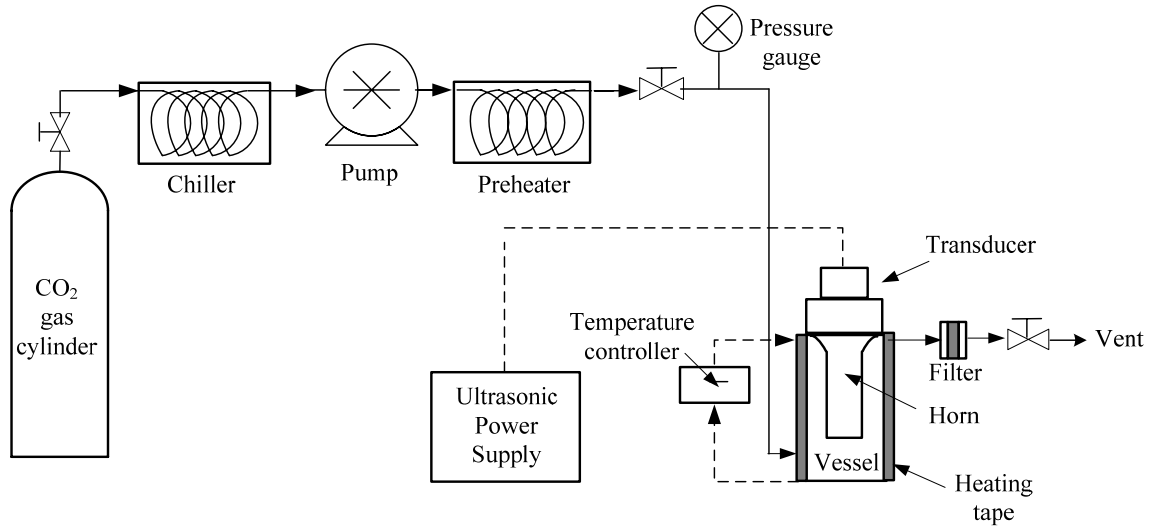 Pressure
gauge
Chiller
Pump
Preheater
CO₂
gas
cylinder
Transducer
Temperature
controller
Vent
Filter
Ultrasonic
Power
Supply
Horn
Vessel
Heating
tape